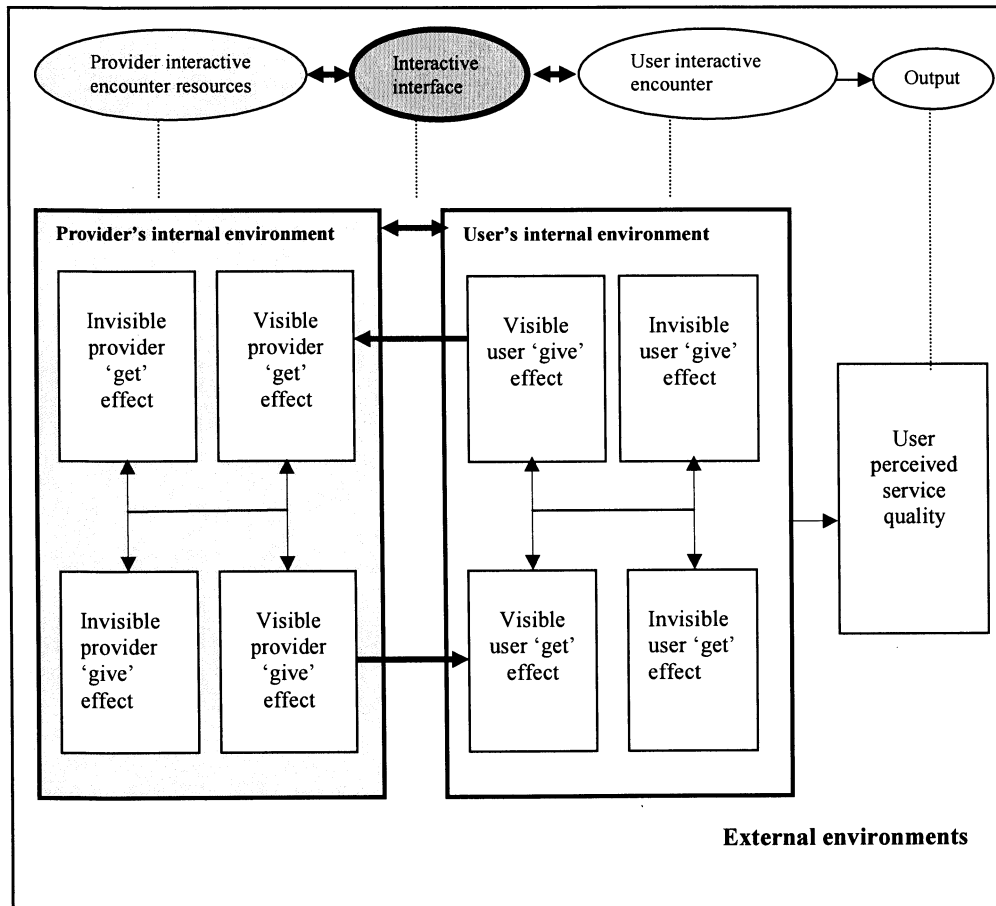 Provider interactive
encounter resources
Interactive
interface
User interactive
encounter
Output
Provider's internal environment
User's internal environment
Invisible
provider
'get'
effect
Visible
provider
'get'
effect
Visible
user 'give'
effect
Invisible
user 'give'
effect
User
perceived
service
quality
Invisible
provider
'give'
effect
Visible
provider
'give'
effect
Visible
user 'get'
effect
Invisible
user 'get'
effect
External environments